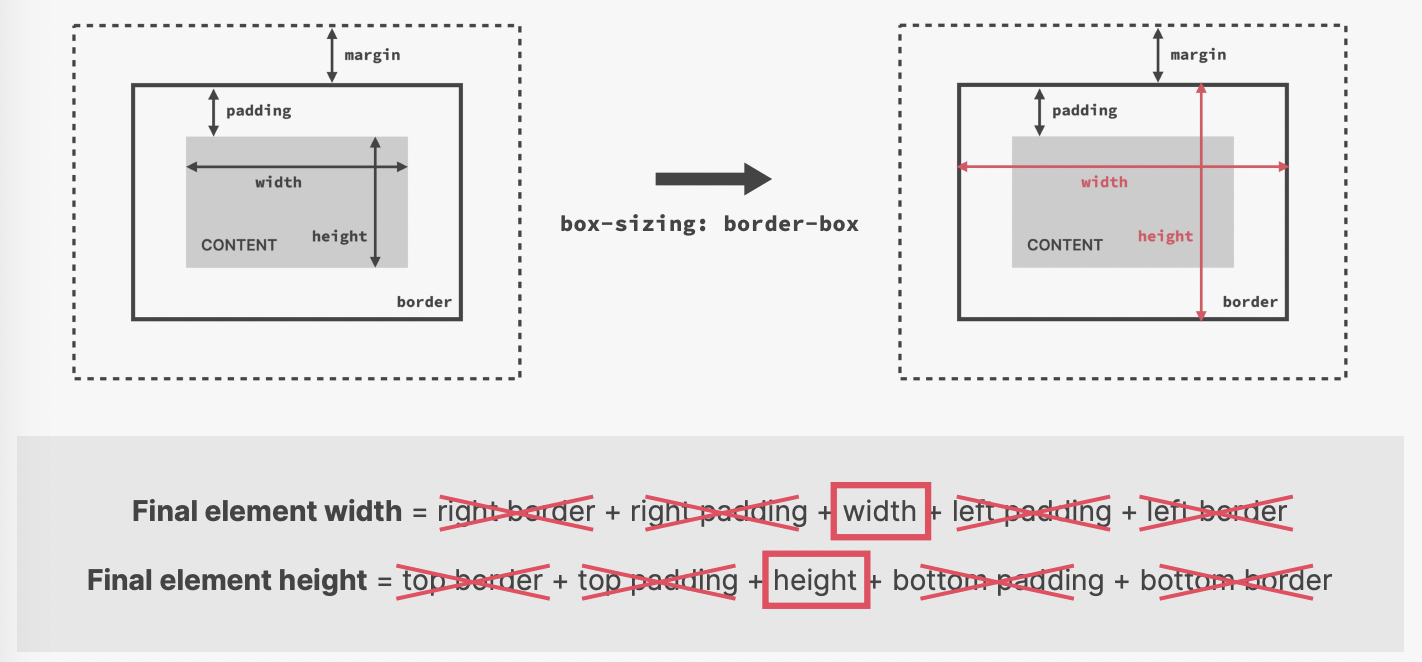 margin
padding
width
height
CONTENT
border
box-sizing: border-box
margin
padding
width
height
CONTENT
border
Final element width = right border + right padding + width + left padding + left border
Final element height = top border + top padding + height + bottom padding + bottom border